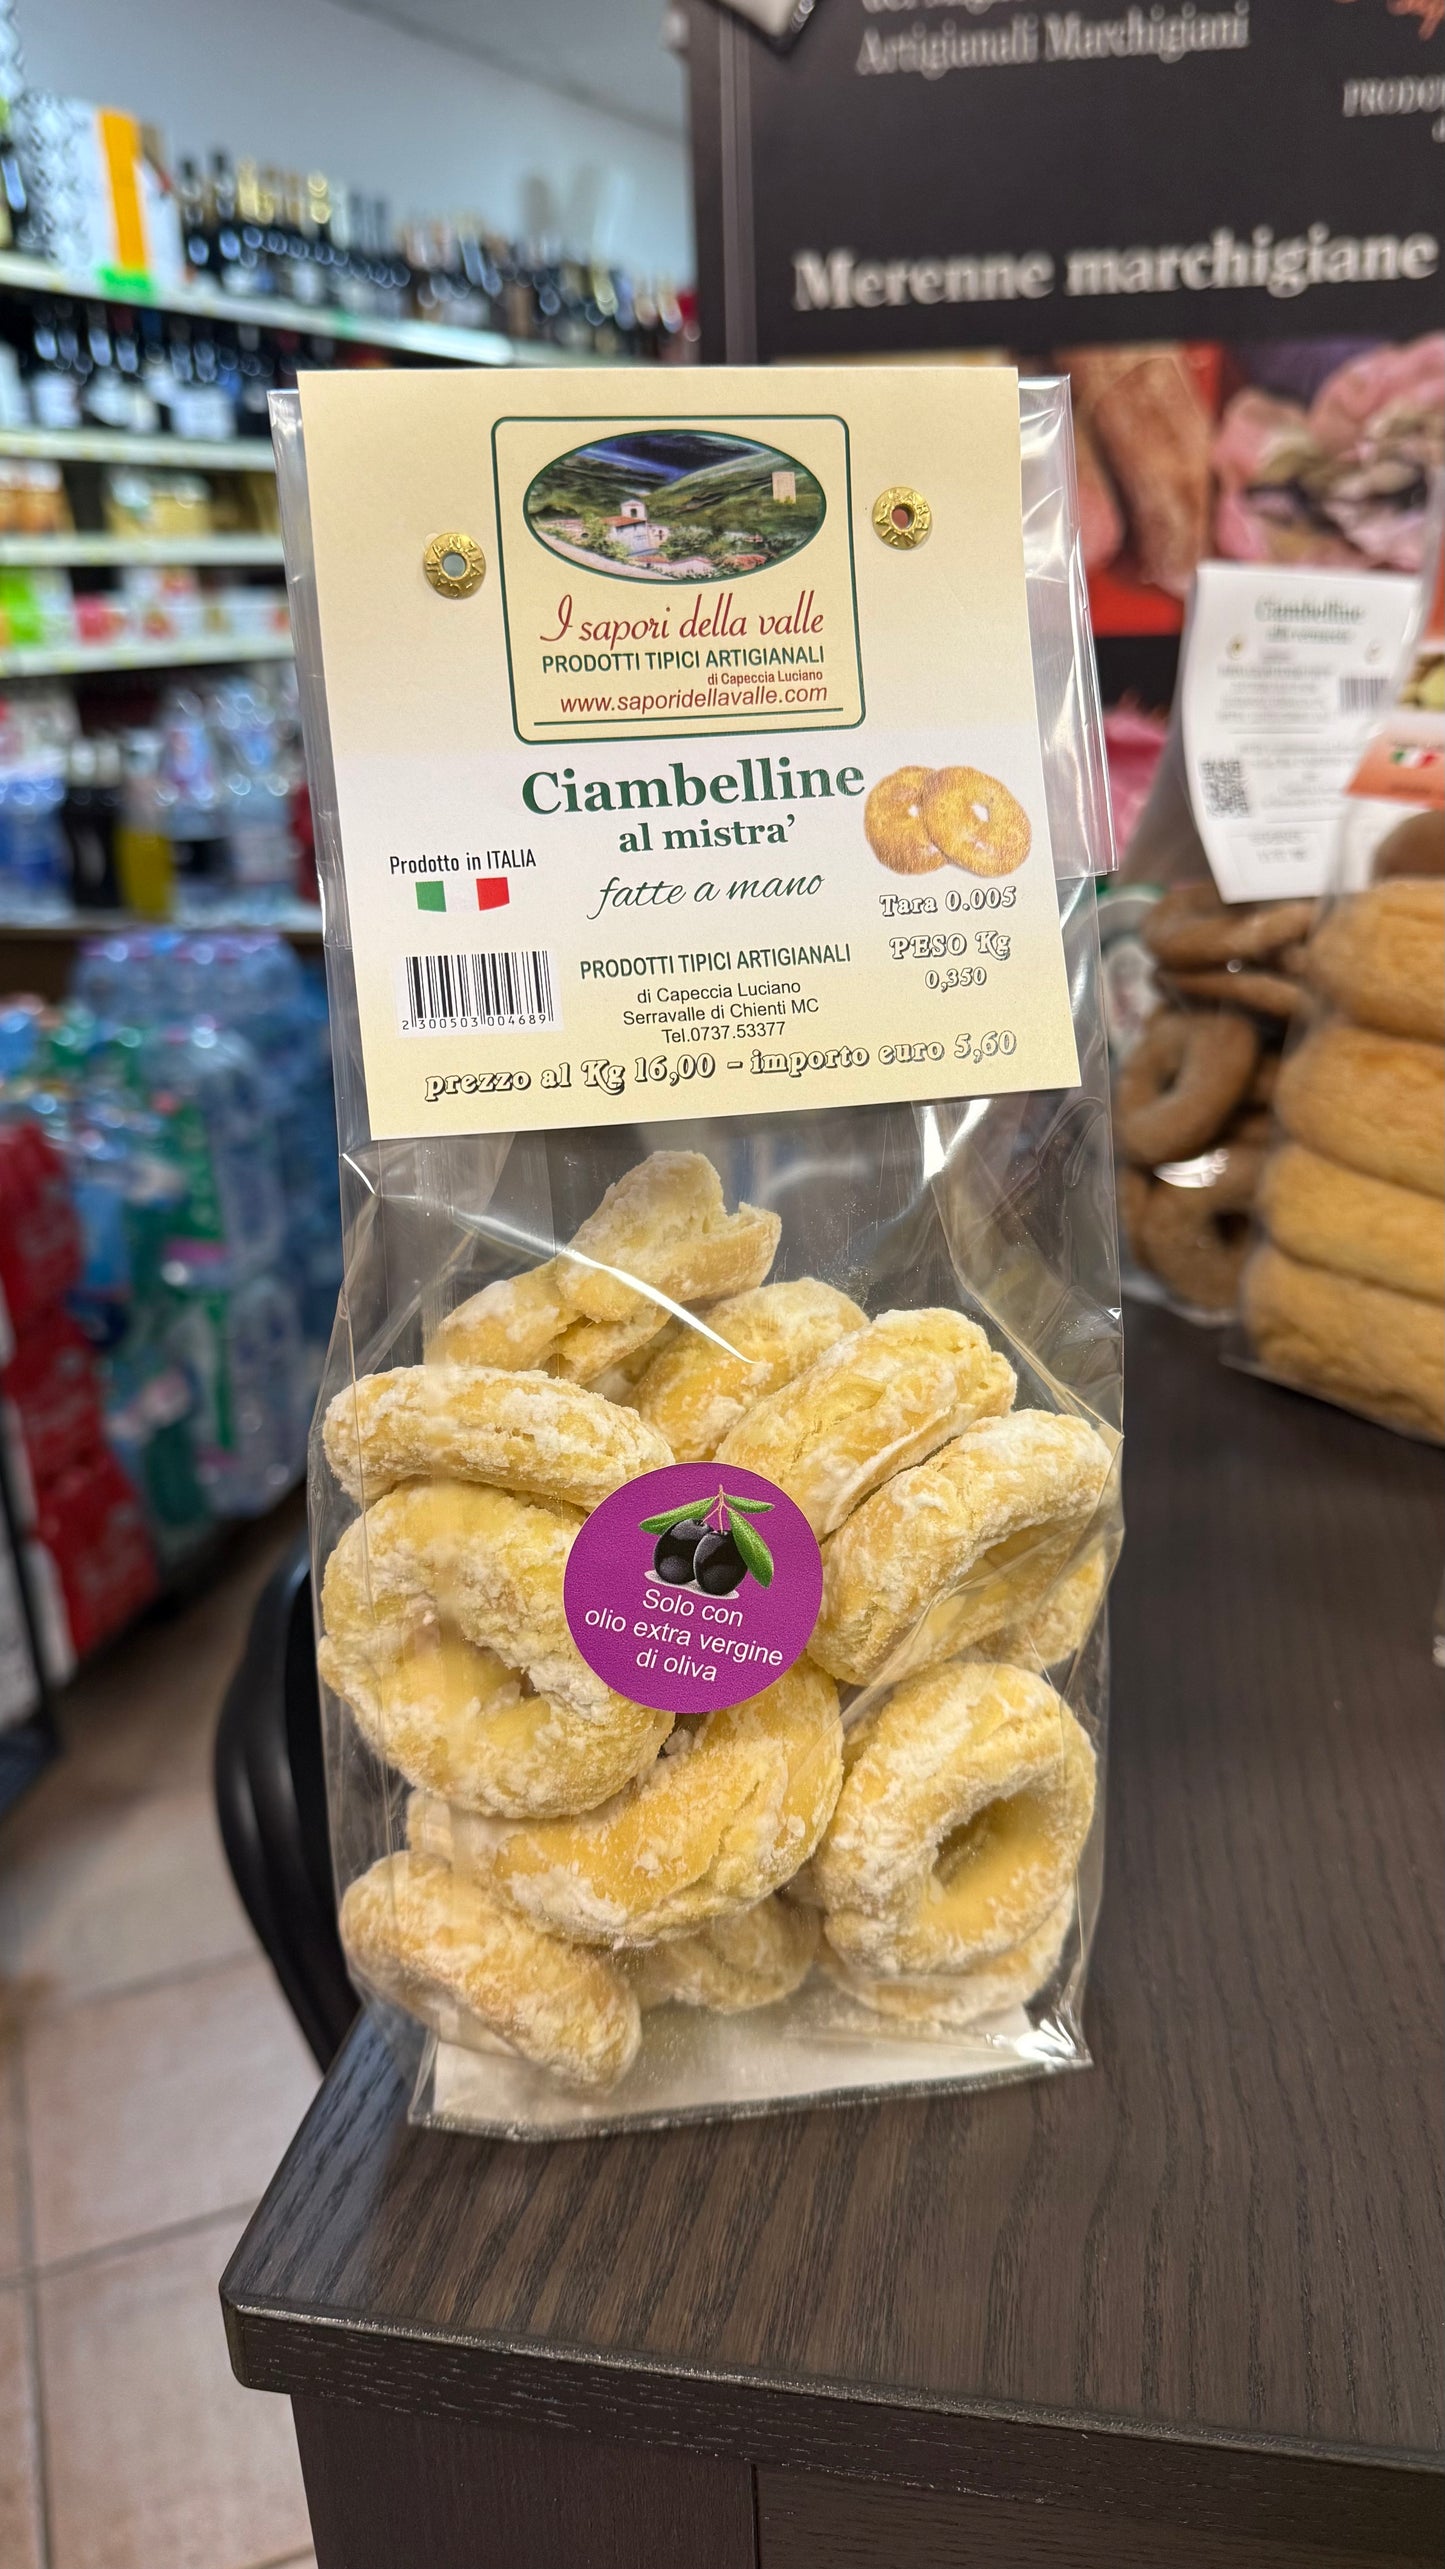 Artigianali Marchigiani
Merenne marchigiane
I sapori della valle
PRODOTTI TIPICI ARTIGIANALI
di Capeccia Luciano
www.saporidellavalle.com
Ciambelline
al mistra'
fatte a mano
Prodotto in ITALIA
Tara 0.005
PESO Kg
0,350
2 300503 004689
PRODOTTI TIPICI ARTIGIANALI
di Capeccia Luciano
Serravalle di Chienti MC
Tel.0737.53377
prezzo al Kg 16,00 - importo euro 5,60
Solo con
olio extra vergine
di oliva
Ciambelline